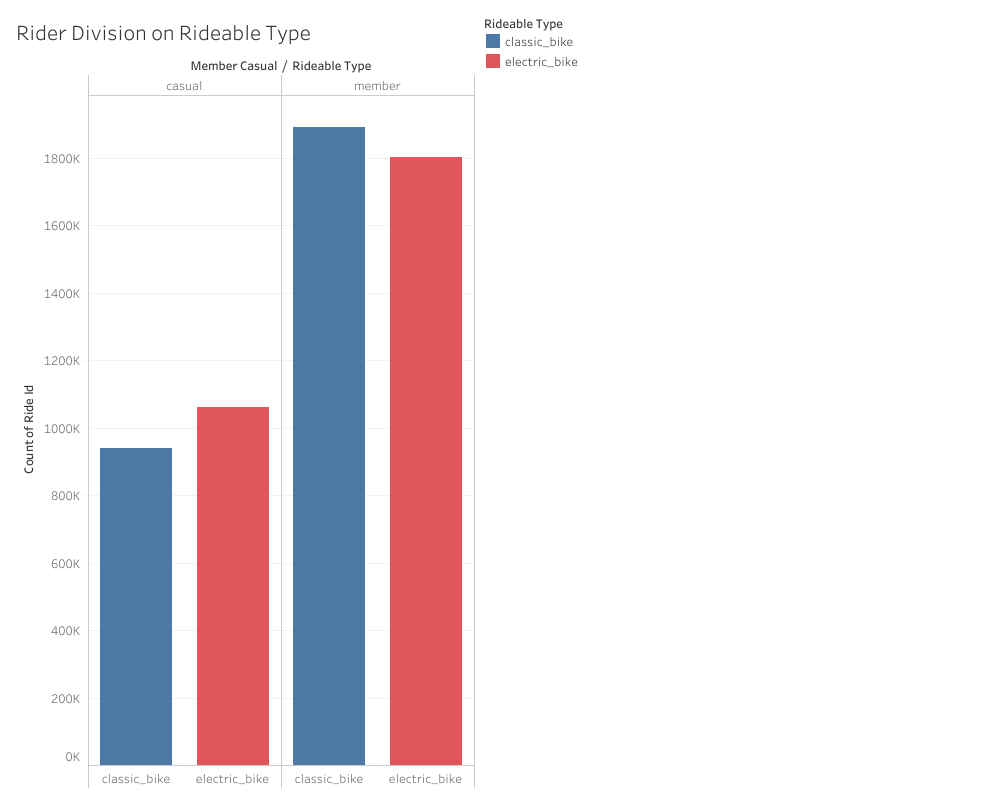 Rider Division on Rideable Type
Rideable Type
classic_bike
electric_bike
Member Casual / Rideable Type
casual
member
Count of Ride Id
1800K
1600K
1400K
1200K
1000K
800K
600K
400K
200K
0K
classic_bike
electric_bike
classic_bike
electric_bike